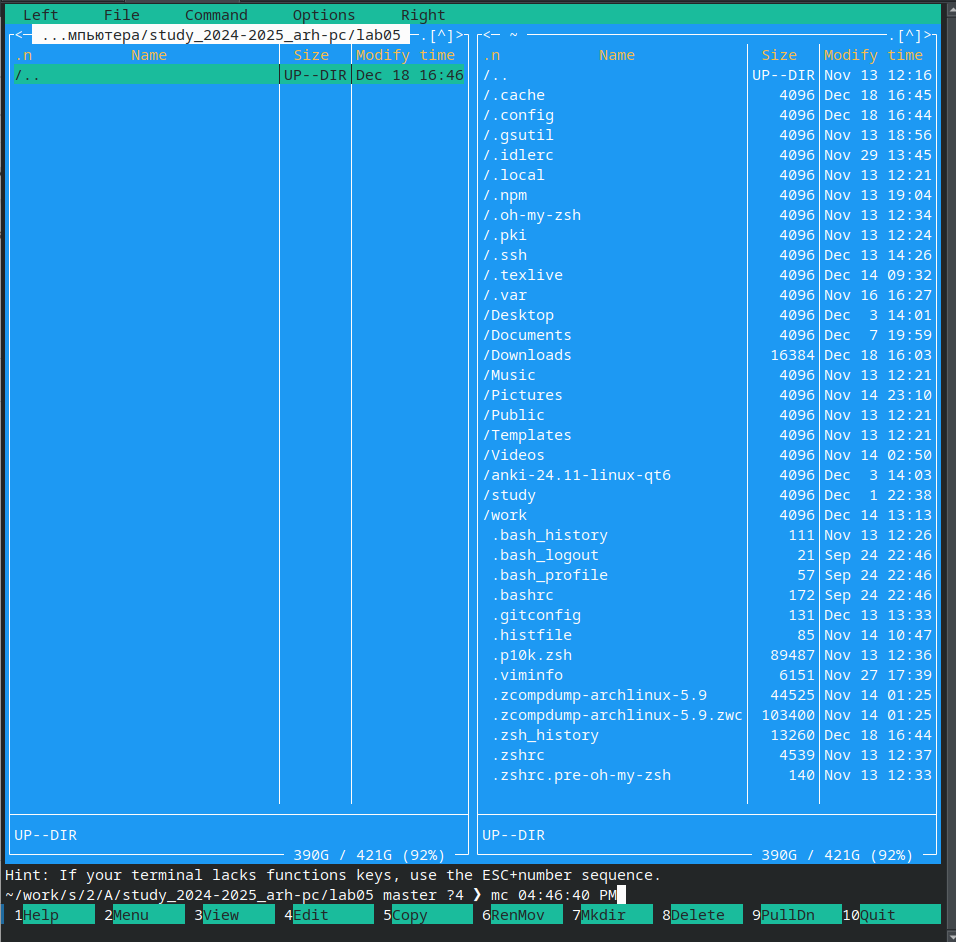 Left File Command Options Right
<─ ...мпьютера/study_2024-2025_arh-pc/lab05 ─.[^]>
.n Name Size Modify time
/.. UP--DIR Dec 18 16:46
UP--DIR
390G / 421G (92%)
<─ ~ .[^]>
.n Name Size Modify time
/.. UP--DIR Nov 13 12:16
/.cache 4096 Dec 18 16:45
/.config 4096 Dec 18 16:44
/.gsutil 4096 Nov 13 18:56
/.idlerc 4096 Nov 29 13:45
/.local 4096 Nov 13 12:21
/.npm 4096 Nov 13 19:04
/.oh-my-zsh 4096 Nov 13 12:34
/.pki 4096 Nov 13 12:24
/.ssh 4096 Dec 13 14:26
/.texlive 4096 Dec 14 09:32
/.var 4096 Nov 16 16:27
/Desktop 4096 Dec 3 14:01
/Documents 4096 Dec 7 19:59
/Downloads 16384 Dec 18 16:03
/Music 4096 Nov 13 12:21
/Pictures 4096 Nov 14 23:10
/Public 4096 Nov 13 12:21
/Templates 4096 Nov 13 12:21
/Videos 4096 Nov 14 02:50
/anki-24.11-linux-qt6 4096 Dec 3 14:03
/study 4096 Dec 1 22:38
/work 4096 Dec 14 13:13
.bash_history 111 Nov 13 12:26
.bash_logout 21 Sep 24 22:46
.bash_profile 57 Sep 24 22:46
.bashrc 172 Sep 24 22:46
.gitconfig 131 Dec 13 13:33
.histfile 85 Nov 14 10:47
.p10k.zsh 89487 Nov 13 12:36
.viminfo 6151 Nov 27 17:39
.zcompdump-archlinux-5.9 44525 Nov 14 01:25
.zcompdump-archlinux-5.9.zwc 103400 Nov 14 01:25
.zsh_history 13260 Dec 18 16:44
.zshrc 4539 Nov 13 12:37
.zshrc.pre-oh-my-zsh 140 Nov 13 12:33
UP--DIR
390G / 421G (92%)
Hint: If your terminal lacks functions keys, use the ESC+number sequence.
~/work/s/2/A/study_2024-2025_arh-pc/lab05 master ?4 ❯ mc 04:46:40 PM
1Help 2Menu 3View 4Edit 5Copy 6RenMov 7Mkdir 8Delete 9PullDn 10Quit